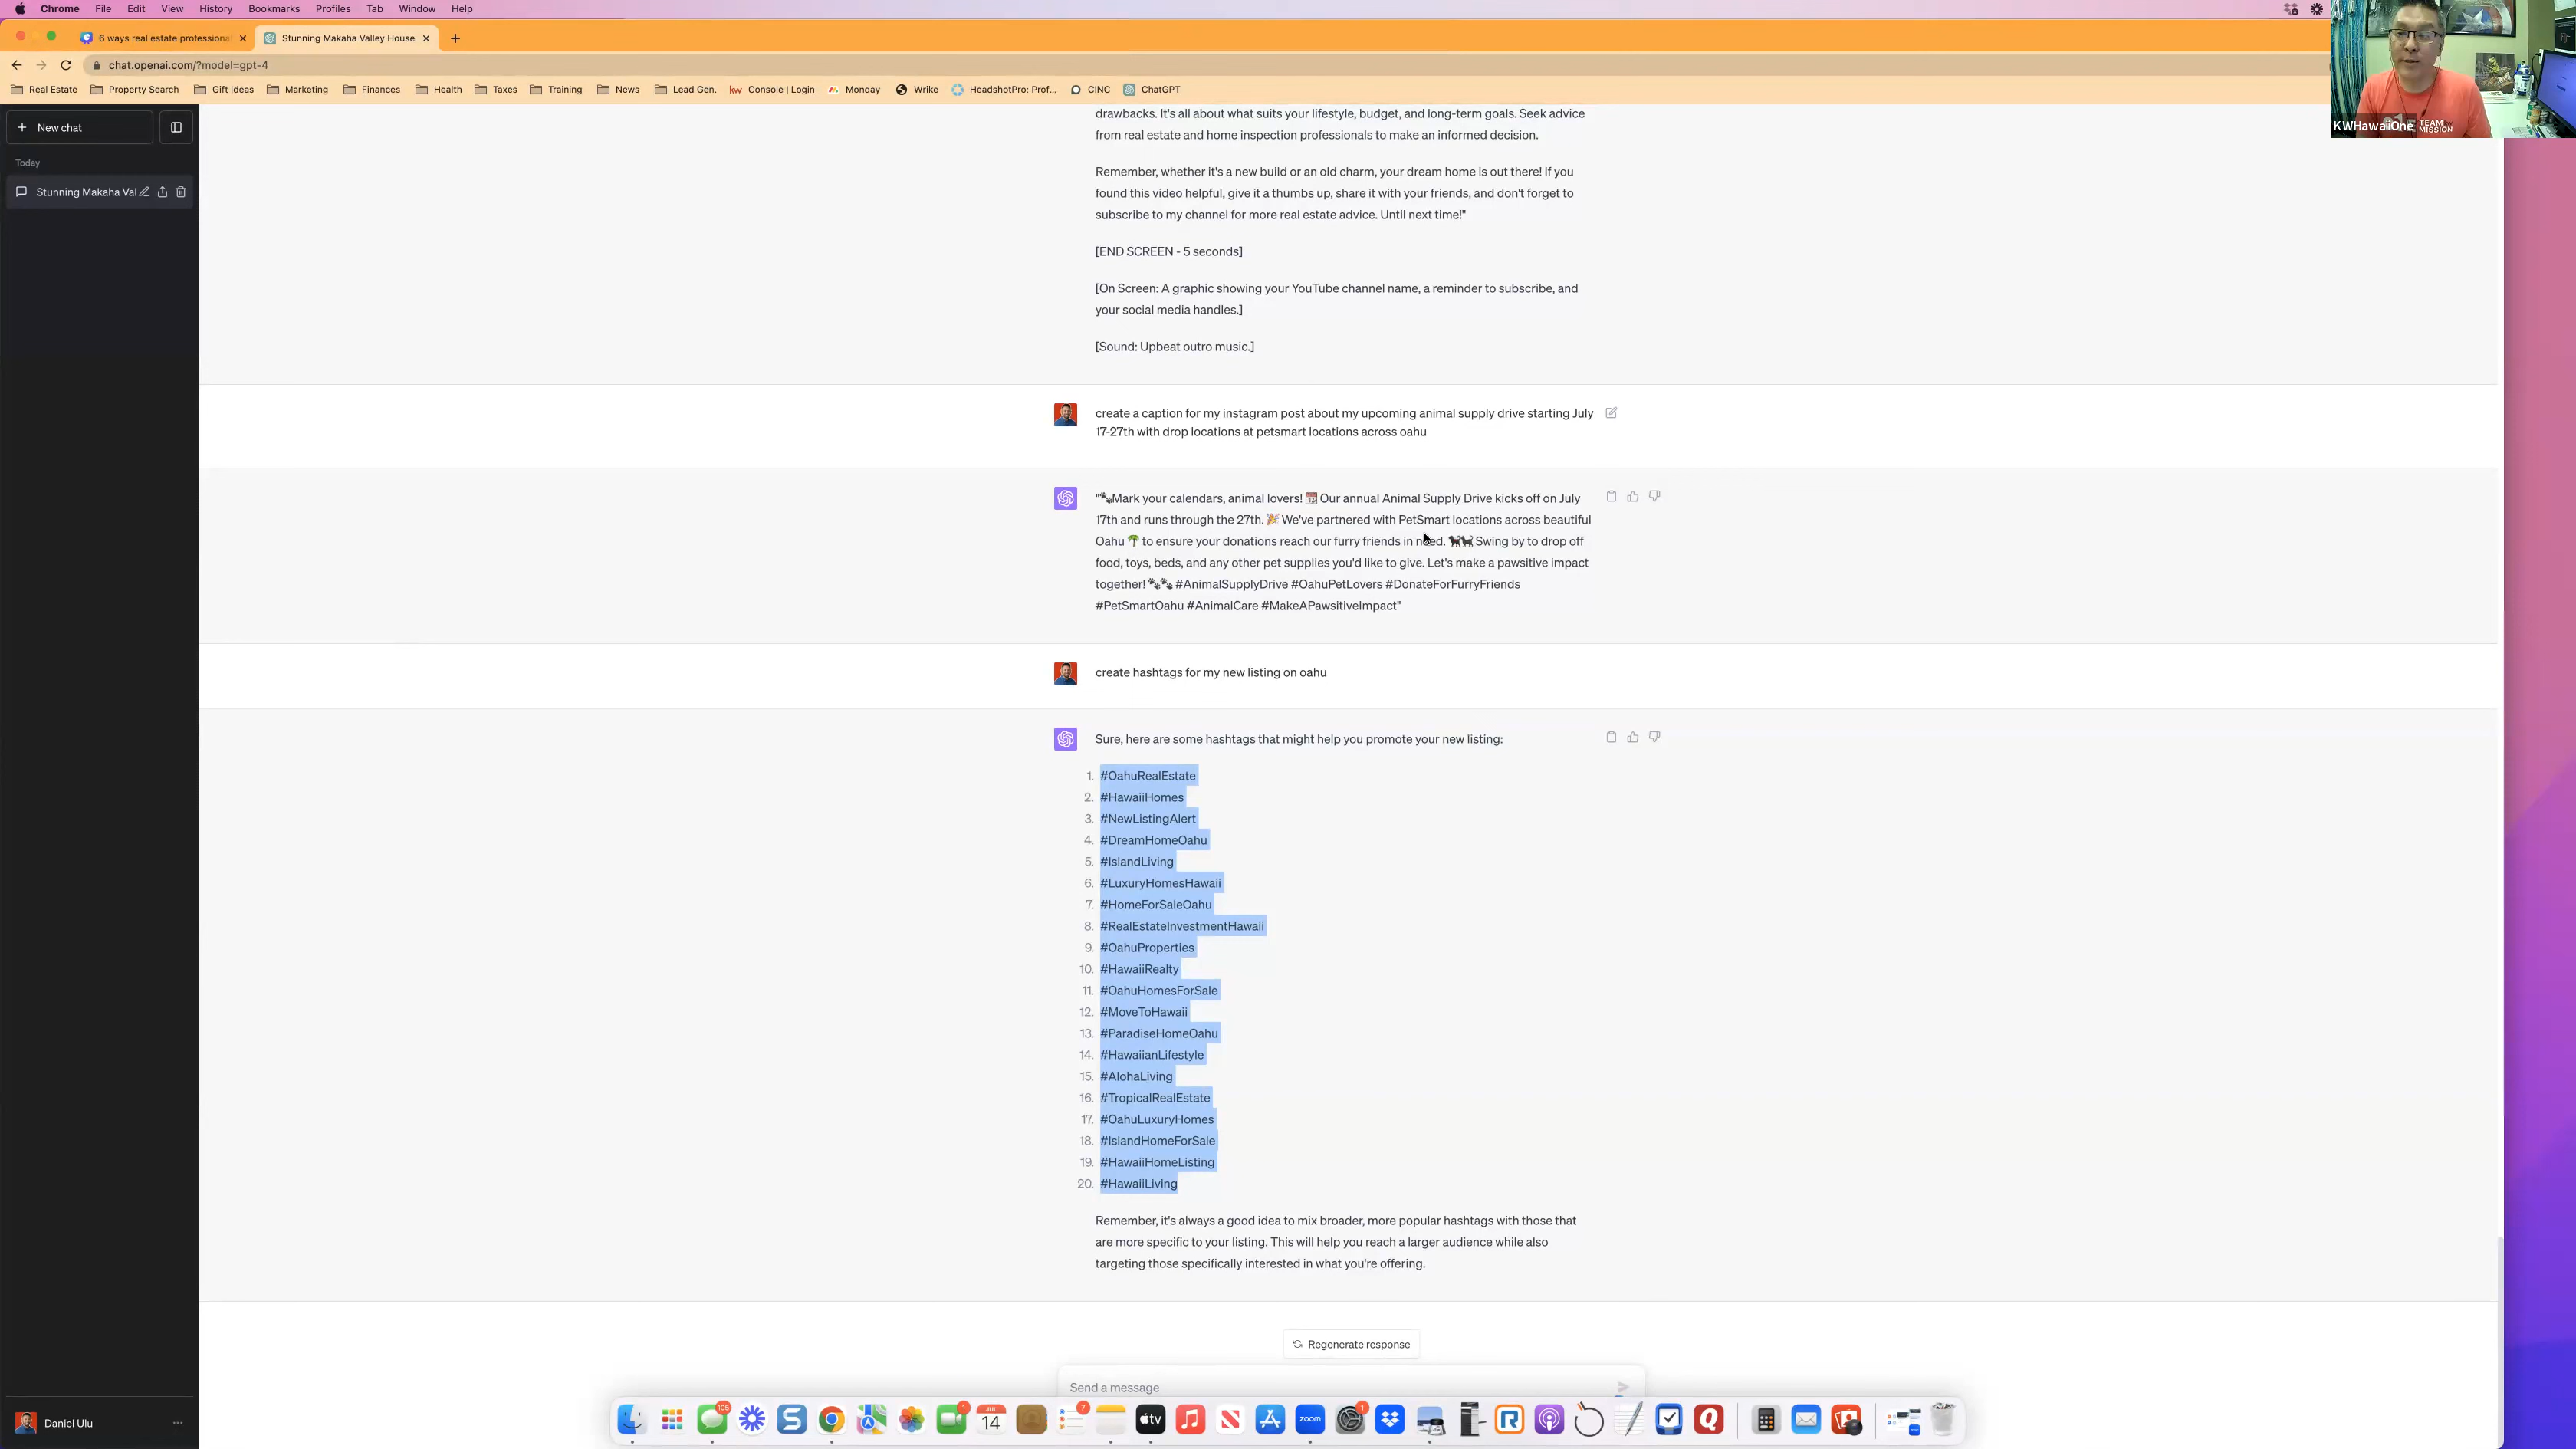 Chrome File Edit View History Bookmarks Profiles Tab Window Help
6 ways real estate professiona
Stunning Makaha Valley House
chat.openai.com/?model=gpt-4
Real Estate Property Search Gift Ideas Marketing Finances Health Taxes Training News Lead Gen. kw Console | Login Monday Wrike HeadshotPro: Prof... CINC ChatGPT
KWHawaiiOne TEAM MISSION
New chat
Today
Stunning Makaha Val
drawbacks. It's all about what suits your lifestyle, budget, and long-term goals. Seek advice
from real estate and home inspection professionals to make an informed decision.
Remember, whether it's a new build or an old charm, your dream home is out there! If you
found this video helpful, give it a thumbs up, share it with your friends, and don't forget to
subscribe to my channel for more real estate advice. Until next time!"
[END SCREEN - 5 seconds]
[On Screen: A graphic showing your YouTube channel name, a reminder to subscribe, and
your social media handles.]
[Sound: Upbeat outro music.]
create a caption for my instagram post about my upcoming animal supply drive starting July
17-27th with drop locations at petsmart locations across oahu
"🐾Mark your calendars, animal lovers! 📆 Our annual Animal Supply Drive kicks off on July
17th and runs through the 27th. 🎉 We've partnered with PetSmart locations across beautiful
Oahu 🌴 to ensure your donations reach our furry friends in need. 🐕🐈 Swing by to drop off
food, toys, beds, and any other pet supplies you'd like to give. Let's make a pawsitive impact
together! 🐾🐾 #AnimalSupplyDrive #OahuPetLovers #DonateForFurryFriends
#PetSmartOahu #AnimalCare #MakeAPawsitiveImpact"
create hashtags for my new listing on oahu
Sure, here are some hashtags that might help you promote your new listing:
1. #OahuRealEstate
2. #HawaiiHomes
3. #NewListingAlert
4. #DreamHomeOahu
5. #IslandLiving
6. #LuxuryHomesHawaii
7. #HomeForSaleOahu
8. #RealEstateInvestmentHawaii
9. #OahuProperties
10. #HawaiiRealty
11. #OahuHomesForSale
12. #MoveToHawaii
13. #ParadiseHomeOahu
14. #HawaiianLifestyle
15. #AlohaLiving
16. #TropicalRealEstate
17. #OahuLuxuryHomes
18. #IslandHomeForSale
19. #HawaiiHomeListing
20. #HawaiiLiving
Remember, it's always a good idea to mix broader, more popular hashtags with those that
are more specific to your listing. This will help you reach a larger audience while also
targeting those specifically interested in what you're offering.
Regenerate response
Send a message
Daniel Ulu
105 1 JUL 14 7 tv zoom 1